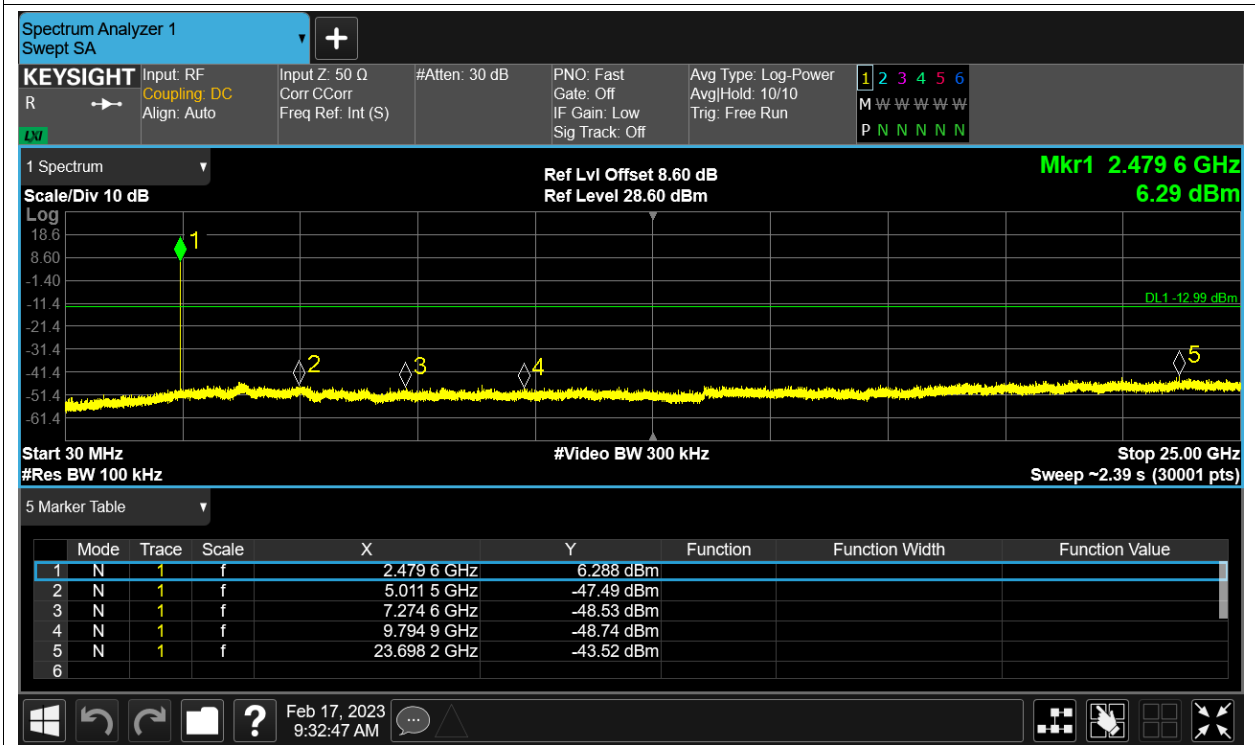 Spectrum Analyzer 1
Swept SA
KEYSIGHT
R
LXI
Input: RF
Coupling: DC
Align: Auto
Input Z: 50 Ω
Corr CCorr
Freq Ref: Int (S)
#Atten: 30 dB
PNO: Fast
Gate: Off
IF Gain: Low
Sig Track: Off
Avg Type: Log-Power
Avg|Hold: 10/10
Trig: Free Run
1 2 3 4 5 6
M W W W W W
P N N N N N
1 Spectrum
Scale/Div 10 dB
Ref Lvl Offset 8.60 dB
Ref Level 28.60 dBm
Mkr1 2.479 6 GHz
6.29 dBm
Log
18.6
8.60
-1.40
-11.4
-21.4
-31.4
-41.4
-51.4
-61.4
1
2
3
4
5
DL1 -12.99 dBm
Start 30 MHz
#Video BW 300 kHz
Stop 25.00 GHz
#Res BW 100 kHz
Sweep ~2.39 s (30001 pts)
5 Marker Table
Mode Trace Scale X Y Function Function Width Function Value
1 N 1 f 2.479 6 GHz 6.288 dBm
2 N 1 f 5.011 5 GHz -47.49 dBm
3 N 1 f 7.274 6 GHz -48.53 dBm
4 N 1 f 9.794 9 GHz -48.74 dBm
5 N 1 f 23.698 2 GHz -43.52 dBm
6
?
Feb 17, 2023
9:32:47 AM